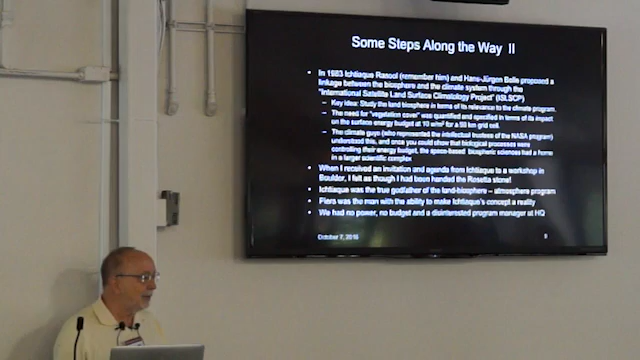 Some Steps Along the Way II
• In 1983 Ichtiaque Rasool (remember him) and Hans-Jürgen Bolle proposed a
linkage between the biosphere and the climate system through the
"International Satellite Land Surface Climatology Project" (ISLSCP)
– Key idea: Study the land biosphere in terms of its relevance to the climate program.
– The need for "vegetation cover" was quantified and specified in terms of its impact
on the surface energy budget at 10 w/m² for a 50 km grid cell.
– The climate guys (who represented the intellectual trustees of the NASA program)
understood this, and once you could show that biological processes were
controlling their energy budget, the space-based biospheric sciences had a home
in a larger scientific complex
• When I received an invitation and agenda from Ichtiaque to a workshop in
Boulder, I felt as though I had been handed the Rosetta stone!
• Ichtiaque was the true godfather of the land-biosphere – atmosphere program
• Piers was the man with the ability to make Ichtiaque's concept a reality
• We had no power, no budget and a disinterested program manager at HQ
October 7, 2016